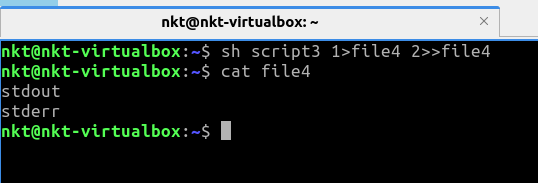 nkt@nkt-virtualbox: ~
×
nkt@nkt-virtualbox:~$ sh script3 1>file4 2>>file4
nkt@nkt-virtualbox:~$ cat file4
stdout
stderr
nkt@nkt-virtualbox:~$